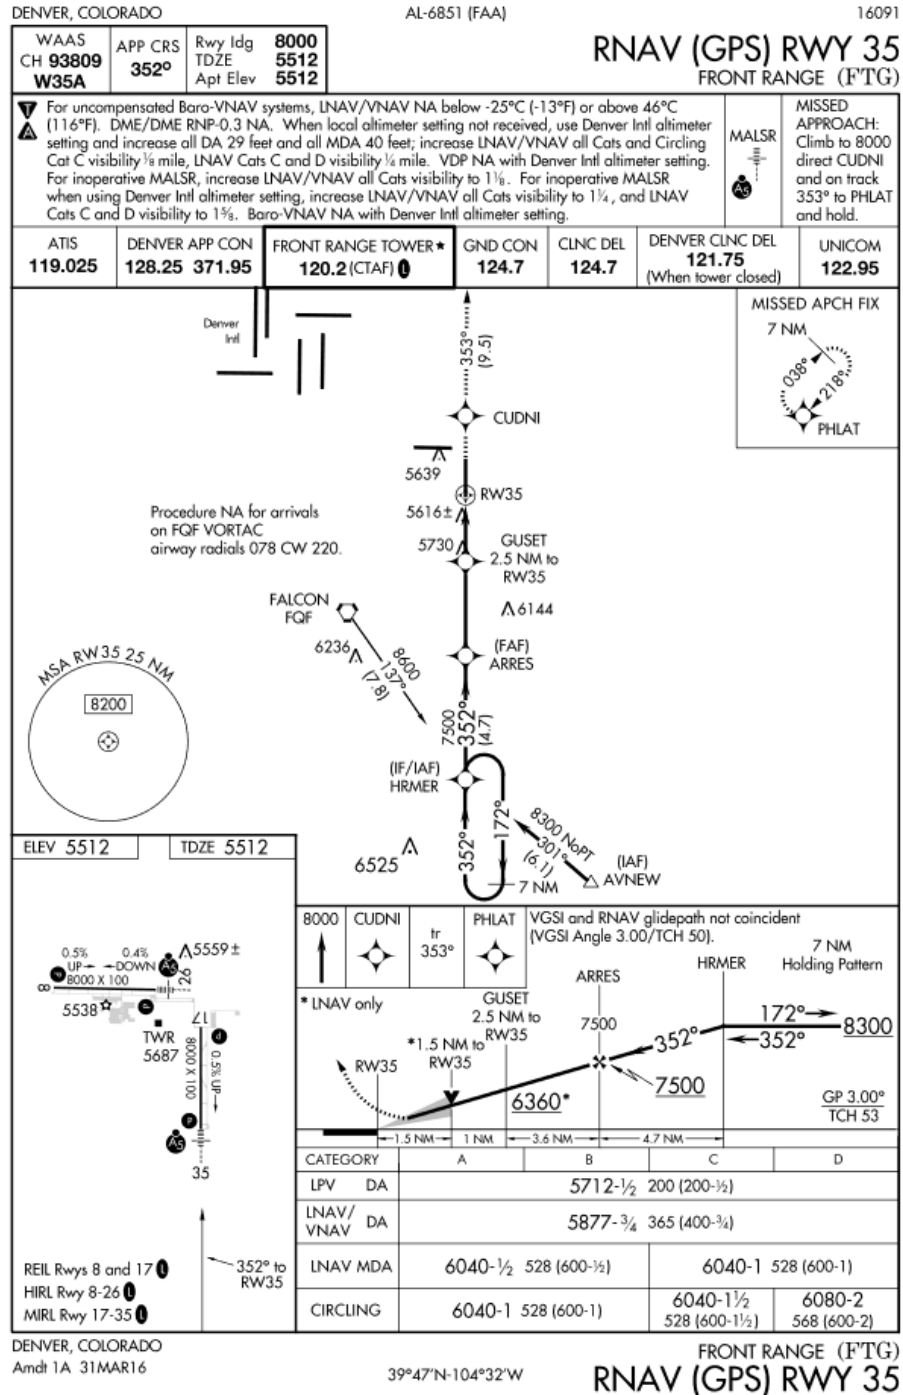 DENVER, COLORADO
AL-6851 (FAA)
16091
WAAS
CH 93809
W35A
APP CRS
352°
Rwy Idg 8000
TDZE 5512
Apt Elev 5512
RNAV (GPS) RWY 35
FRONT RANGE (FTG)
T
A
For uncompensated Baro-VNAV systems, LNAV/VNAV NA below -25°C (-13°F) or above 46°C
(116°F). DME/DME RNP-0.3 NA. When local altimeter setting not received, use Denver Intl altimeter
setting and increase all DA 29 feet and all MDA 40 feet; increase LNAV/VNAV all Cats and Circling
Cat C visibility ⅛ mile, LNAV Cats C and D visibility ¼ mile. VDP NA with Denver Intl altimeter setting.
For inoperative MALSR, increase LNAV/VNAV all Cats visibility to 1⅛. For inoperative MALSR
when using Denver Intl altimeter setting, increase LNAV/VNAV all Cats visibility to 1¼, and LNAV
Cats C and D visibility to 1⅝. Baro-VNAV NA with Denver Intl altimeter setting.
MALSR
A5
MISSED
APPROACH:
Climb to 8000
direct CUDNI
and on track
353° to PHLAT
and hold.
ATIS
119.025
DENVER APP CON
128.25 371.95
FRONT RANGE TOWER★
120.2 (CTAF) L
GND CON
124.7
CLNC DEL
124.7
DENVER CLNC DEL
121.75
(When tower closed)
UNICOM
122.95
Denver
Intl
353°
(9.5)
MISSED APCH FIX
7 NM
038°
218°
PHLAT
CUDNI
5639
RW35
5616±
5730
GUSET
2.5 NM to
RW35
Procedure NA for arrivals
on FQF VORTAC
airway radials 078 CW 220.
FALCON
FQF
6144
6236
8600
137°
(7.8)
(FAF)
ARRES
MSA RW35 25 NM
8200
7500
352°
(4.7)
(IF/IAF)
HRMER
352°
172°
7 NM
8300 NoPT
301°
(6.1)
(IAF)
AVNEW
6525
ELEV 5512
TDZE 5512
0.5%
UP
0.4%
DOWN
A5
5559±
8
8000 X 100
26
P
5538
P
TWR
5687
17
P
8000 X 100
0.5% UP
P
A5
35
352° to
RW35
REIL Rwys 8 and 17 L
HIRL Rwy 8-26 L
MIRL Rwy 17-35 L
8000
CUDNI
tr
353°
PHLAT
VGSI and RNAV glidepath not coincident
(VGSI Angle 3.00/TCH 50).
7 NM
Holding Pattern
* LNAV only
RW35
*1.5 NM to
RW35
GUSET
2.5 NM to
RW35
ARRES
7500
HRMER
172°
352°
352°
8300
7500
6360*
GP 3.00°
TCH 53
1.5 NM
1 NM
3.6 NM
4.7 NM
CATEGORY A B C D
LPV DA 5712-½ 200 (200-½)
LNAV/
VNAV DA 5877-¾ 365 (400-¾)
LNAV MDA 6040-½ 528 (600-½) 6040-1 528 (600-1)
CIRCLING 6040-1 528 (600-1)
6040-1½
528 (600-1½)
6080-2
568 (600-2)
DENVER, COLORADO
Amdt 1A 31MAR16
39°47'N-104°32'W
FRONT RANGE (FTG)
RNAV (GPS) RWY 35